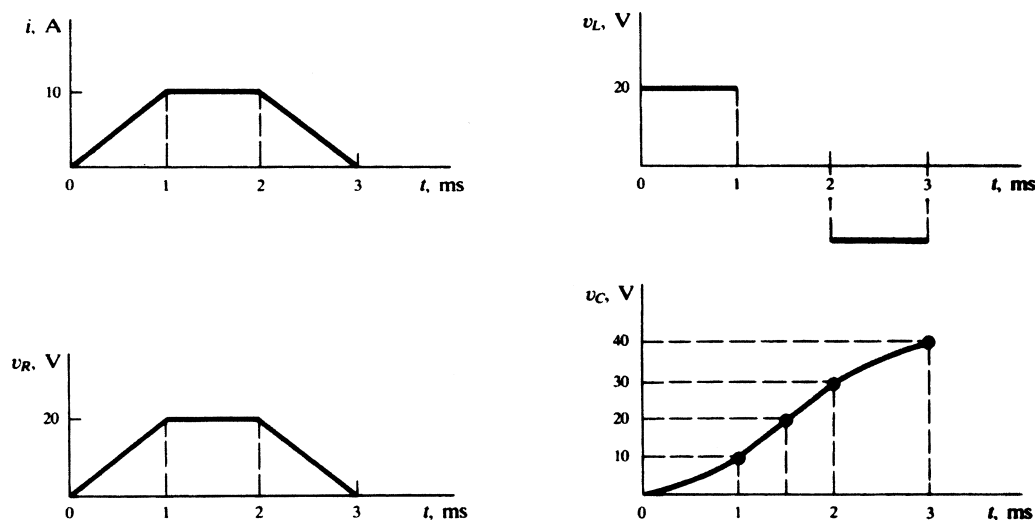 i, A
10
0 1 2 3 t, ms
v_L, V
20
0 1 2 3 t, ms
v_R, V
20
0 1 2 3 t, ms
v_C, V
40
30
20
10
0 1 2 3 t, ms